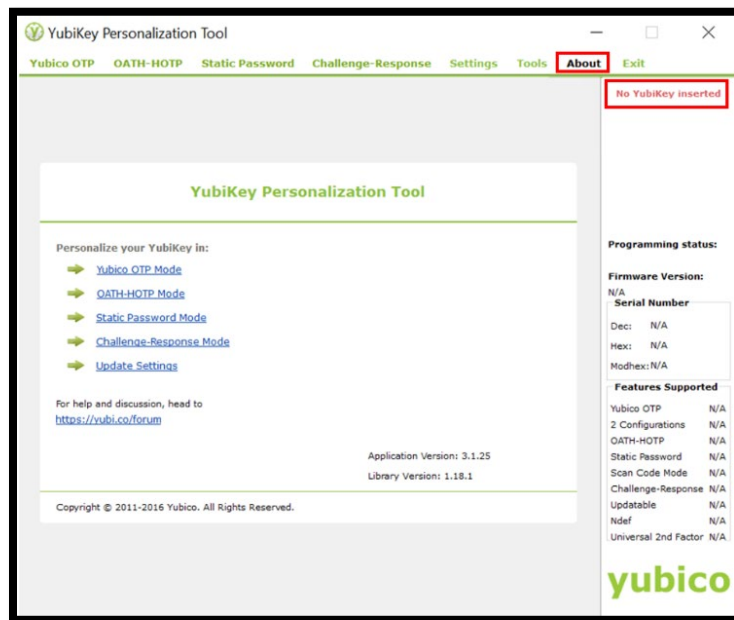 YubiKey Personalization Tool
Yubico OTP OATH-HOTP Static Password Challenge-Response Settings Tools About Exit
No YubiKey inserted
YubiKey Personalization Tool
Personalize your YubiKey in:
Yubico OTP Mode
OATH-HOTP Mode
Static Password Mode
Challenge-Response Mode
Update Settings
For help and discussion, head to
https://yubi.co/forum
Application Version: 3.1.25
Library Version: 1.18.1
Copyright © 2011-2016 Yubico. All Rights Reserved.
Programming status:
Firmware Version:
N/A
Serial Number
Dec: N/A
Hex: N/A
Modhex: N/A
Features Supported
Yubico OTP N/A
2 Configurations N/A
OATH-HOTP N/A
Static Password N/A
Scan Code Mode N/A
Challenge-Response N/A
Updatable N/A
Ndef N/A
Universal 2nd Factor N/A
yubico